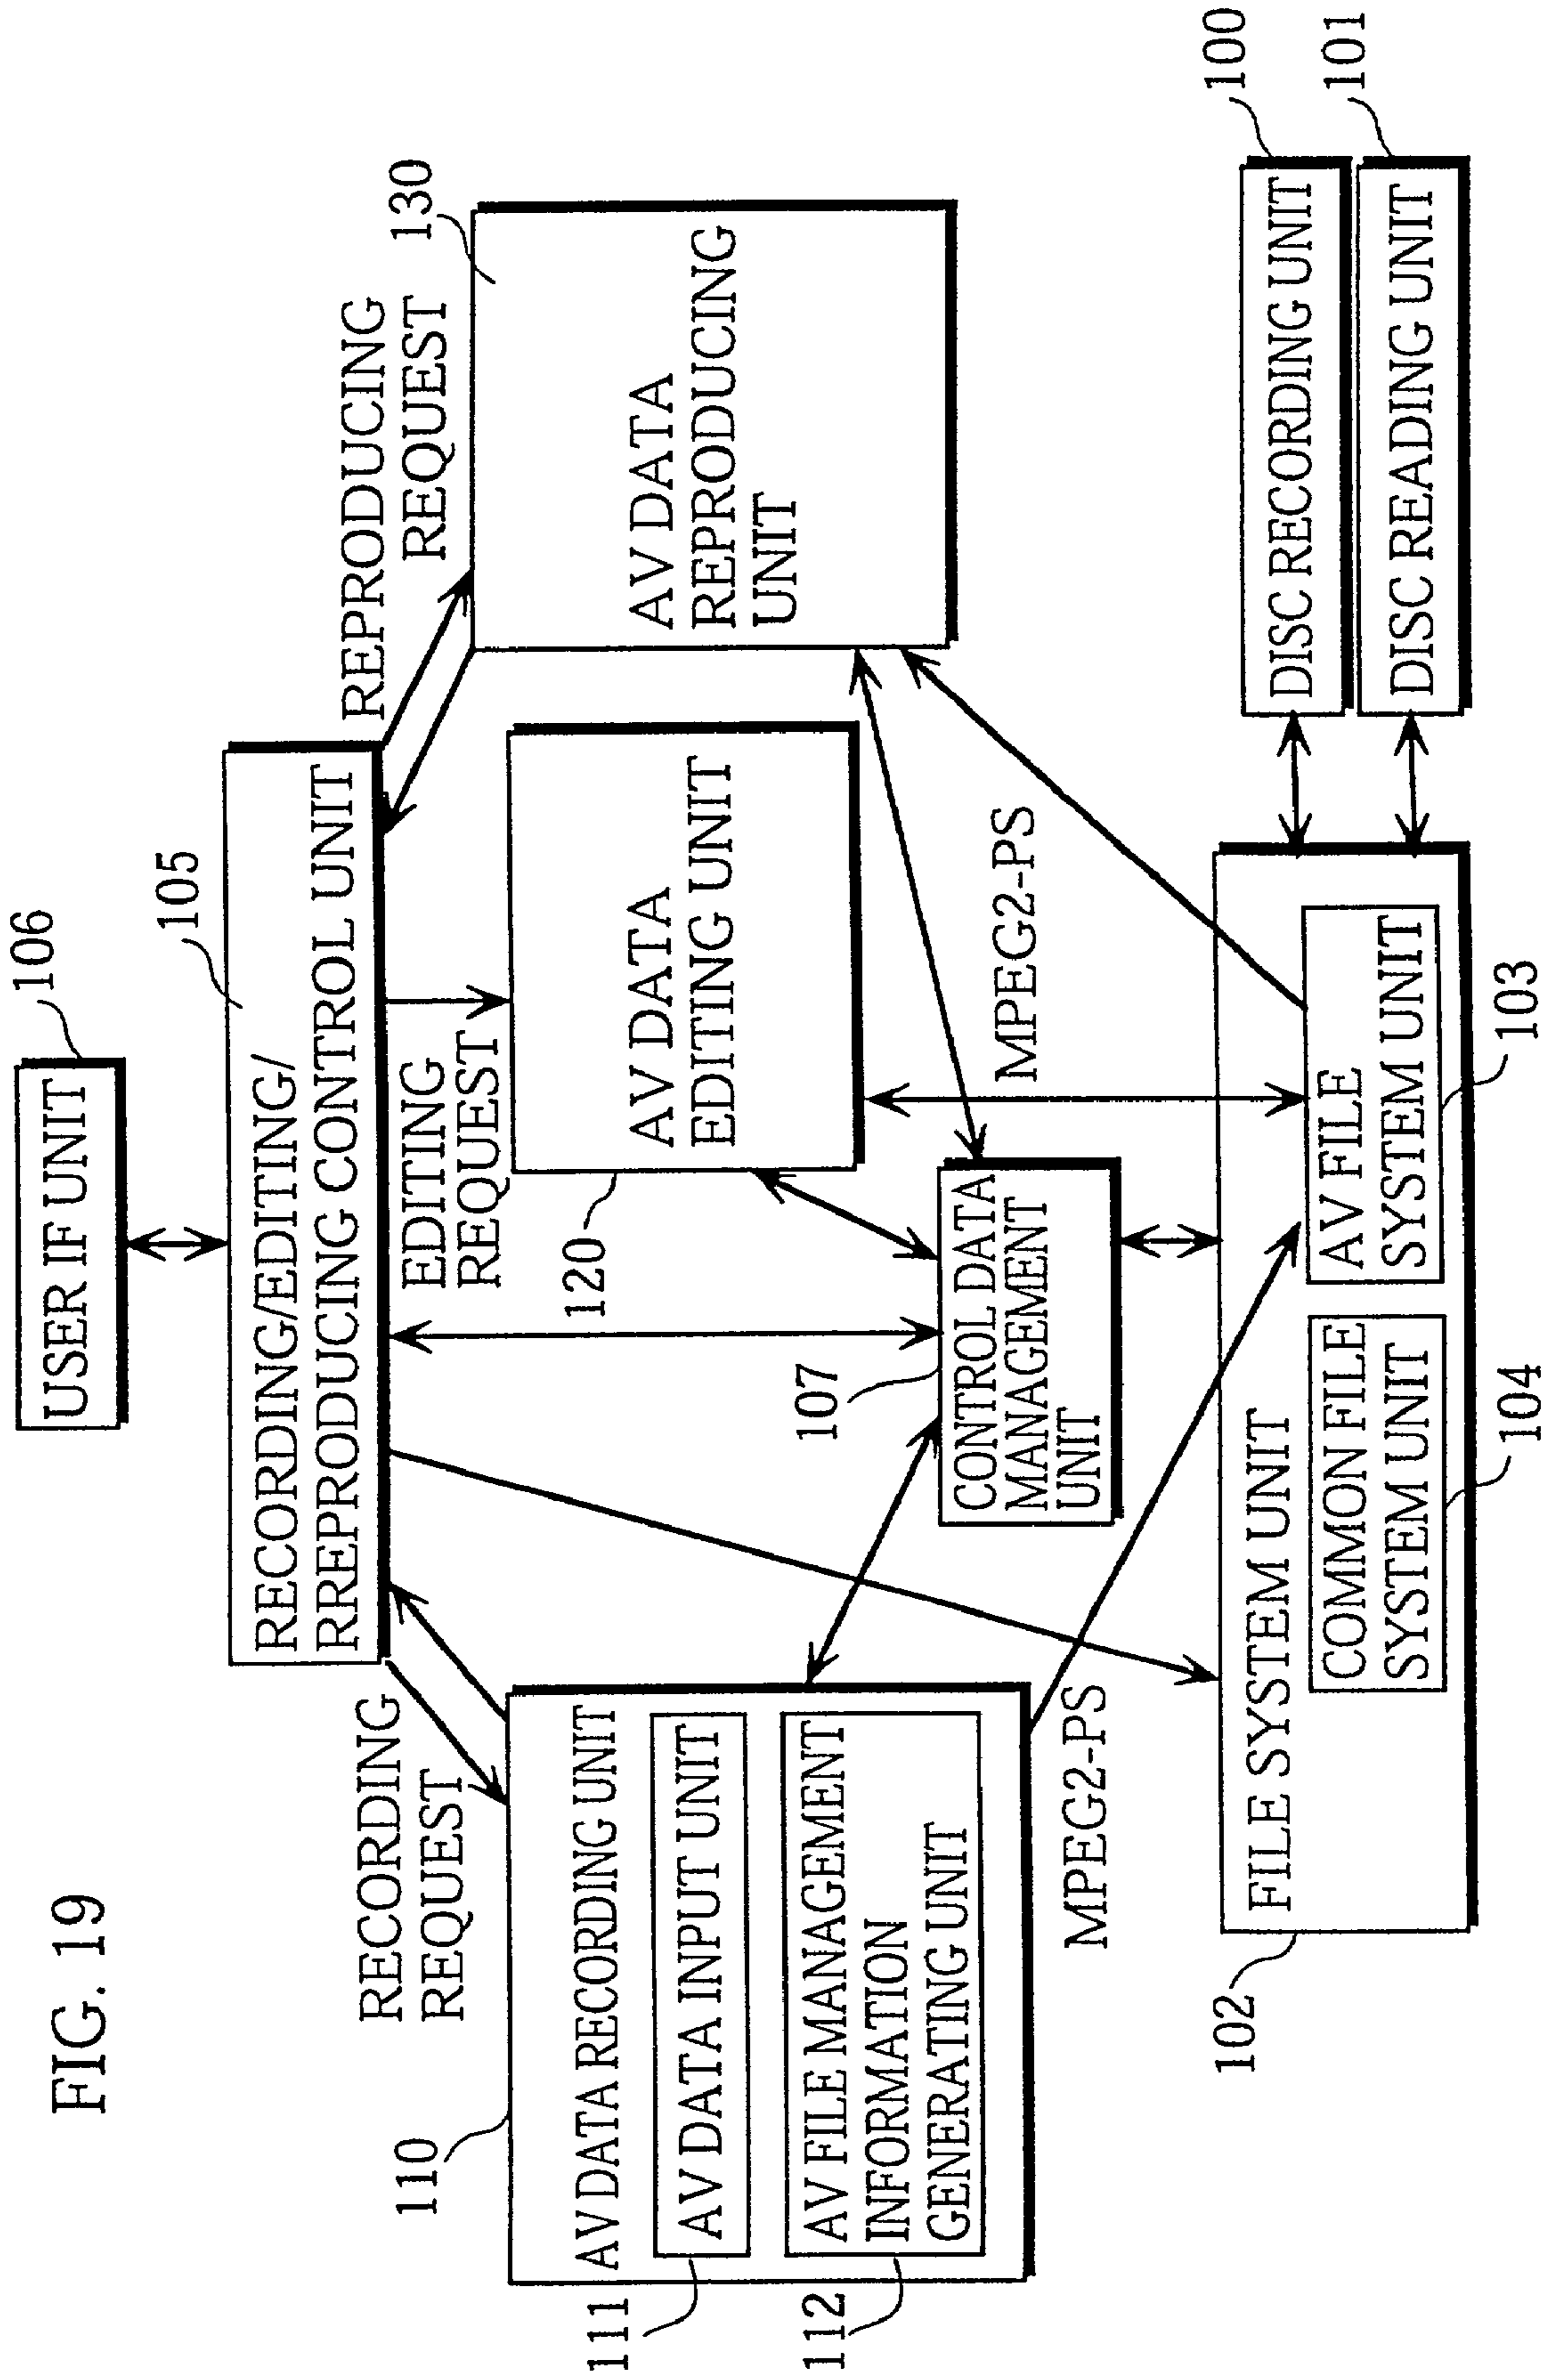 FIG. 19
106
USER IF UNIT
105
RECORDING/EDITING/
RREPRODUCING CONTROL UNIT
RECORDING
REQUEST
EDITING
REQUEST
REPRODUCING
REQUEST
110
AV DATA RECORDING UNIT
111
AV DATA INPUT UNIT
112
AV FILE MANAGEMENT
INFORMATION
GENERATING UNIT
120
AV DATA
EDITING UNIT
130
AV DATA
REPRODUCING
UNIT
107
CONTROL DATA
MANAGEMENT
UNIT
MPEG2-PS
MPEG2-PS
102
FILE SYSTEM UNIT
COMMON FILE
SYSTEM UNIT
104
AV FILE
SYSTEM UNIT
103
DISC RECORDING UNIT
100
DISC READING UNIT
101